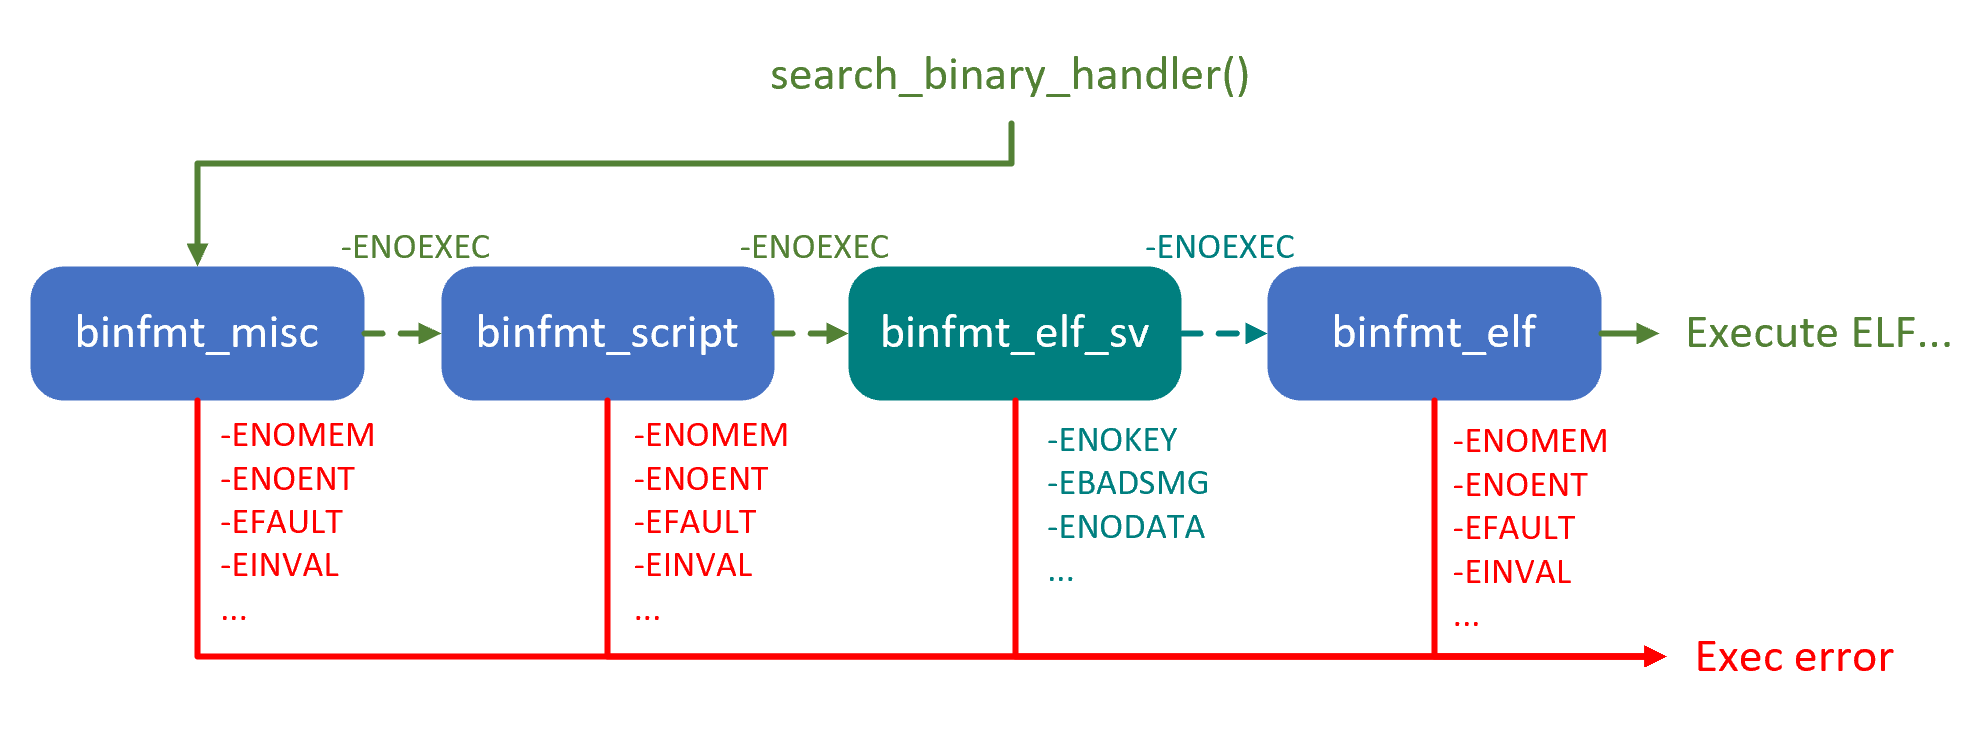 search_binary_handler()
-ENOEXEC
-ENOEXEC
-ENOEXEC
binfmt_misc
binfmt_script
binfmt_elf_sv
binfmt_elf
Execute ELF...
-ENOMEM
-ENOENT
-EFAULT
-EINVAL
...
-ENOMEM
-ENOENT
-EFAULT
-EINVAL
...
-ENOKEY
-EBADSMG
-ENODATA
...
-ENOMEM
-ENOENT
-EFAULT
-EINVAL
...
Exec error